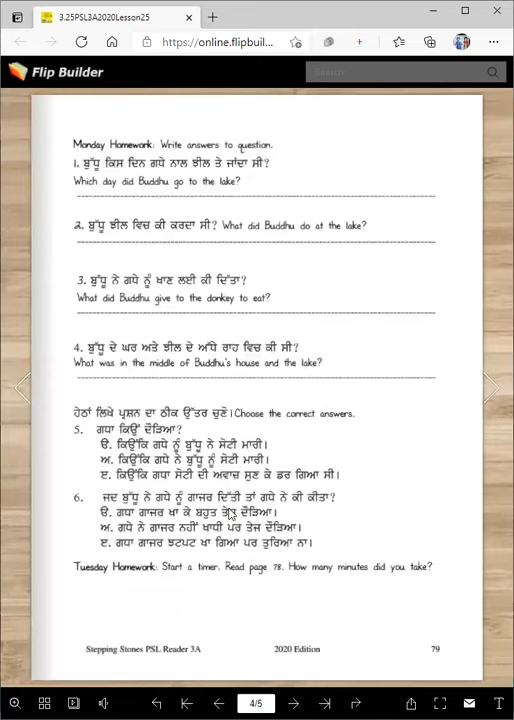 3.25PSL3A2020Lesson25
https://online.flipbuil...
Flip Builder
Search
Monday Homework: Write answers to question.
1. ਬੁੱਧੂ ਕਿਸ ਦਿਨ ਗਧੇ ਨਾਲ ਝੀਲ ਤੇ ਜਾਂਦਾ ਸੀ?
Which day did Buddhu go to the lake?
2. ਬੁੱਧੂ ਝੀਲ ਵਿਚ ਕੀ ਕਰਦਾ ਸੀ? What did Buddhu do at the lake?
3. ਬੁੱਧੂ ਨੇ ਗਧੇ ਨੂੰ ਖਾਣ ਲਈ ਕੀ ਦਿੱਤਾ?
What did Buddhu give to the donkey to eat?
4. ਬੁੱਧੂ ਦੇ ਘਰ ਅਤੇ ਝੀਲ ਦੇ ਅੱਧੇ ਰਾਹ ਵਿਚ ਕੀ ਸੀ?
What was in the middle of Buddhu's house and the lake?
ਹੇਠਾਂ ਲਿਖੇ ਪ੍ਰਸ਼ਨ ਦਾ ਠੀਕ ਉੱਤਰ ਚੁਣੋ। Choose the correct answers.
5. ਗਧਾ ਕਿਉਂ ਦੌੜਿਆ?
ੳ. ਕਿਉਂਕਿ ਗਧੇ ਨੂੰ ਬੁੱਧੂ ਨੇ ਸੋਟੀ ਮਾਰੀ।
ਅ. ਕਿਉਂਕਿ ਗਧੇ ਨੇ ਬੁੱਧੂ ਨੂੰ ਸੋਟੀ ਮਾਰੀ।
ੲ. ਕਿਉਂਕਿ ਗਧਾ ਸੋਟੀ ਦੀ ਅਵਾਜ਼ ਸੁਣ ਕੇ ਡਰ ਗਿਆ ਸੀ।
6. ਜਦ ਬੁੱਧੂ ਨੇ ਗਧੇ ਨੂੰ ਗਾਜਰ ਦਿੱਤੀ ਤਾਂ ਗਧੇ ਨੇ ਕੀ ਕੀਤਾ?
ੳ. ਗਧਾ ਗਾਜਰ ਖਾ ਕੇ ਬਹੁਤ ਤੇਜ਼ ਦੌੜਿਆ।
ਅ. ਗਧੇ ਨੇ ਗਾਜਰ ਨਹੀਂ ਖਾਧੀ ਪਰ ਤੇਜ ਦੌੜਿਆ।
ੲ. ਗਧਾ ਗਾਜਰ ਝਟਪਟ ਖਾ ਗਿਆ ਪਰ ਤੁਰਿਆ ਨਾ।
Tuesday Homework: Start a timer. Read page 78. How many minutes did you take?
Stepping Stones PSL Reader 3A 2020 Edition 79
4/5